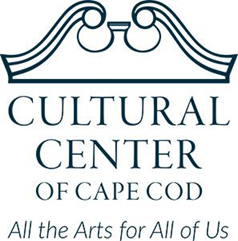 CULTURAL
CENTER
OF CAPE COD
All the Arts for All of Us